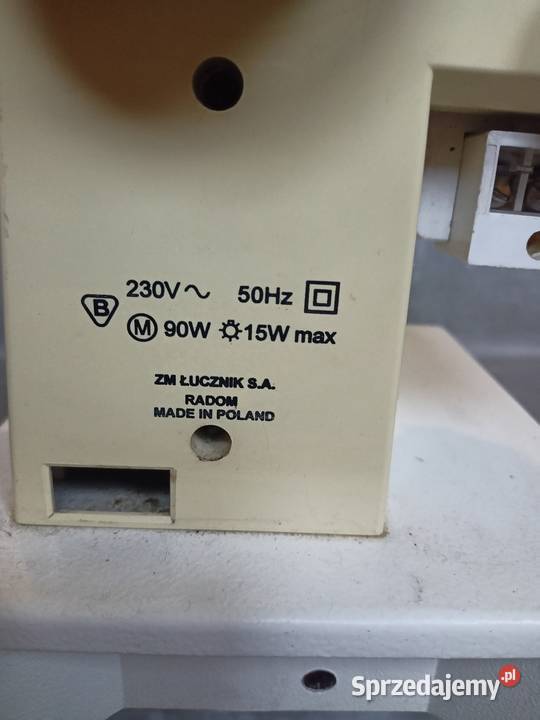 230V~ 50Hz
B
M 90W 15W max
ZM ŁUCZNIK S.A.
RADOM
MADE IN POLAND
Sprzedajemy.pl